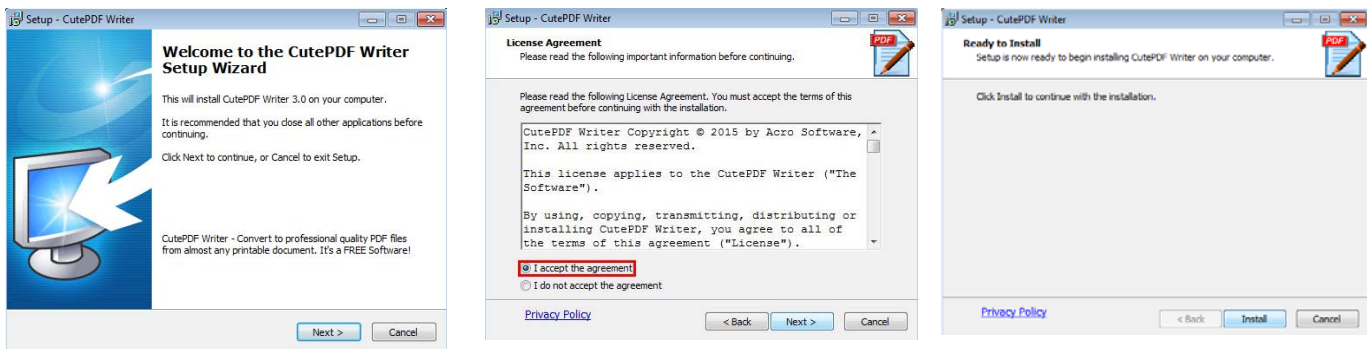 Setup - CutePDF Writer
Welcome to the CutePDF Writer
Setup Wizard
This will install CutePDF Writer 3.0 on your computer.
It is recommended that you close all other applications before
continuing.
Click Next to continue, or Cancel to exit Setup.
CutePDF Writer - Convert to professional quality PDF files
from almost any printable document. It's a FREE Software!
Next >
Cancel
Setup - CutePDF Writer
License Agreement
Please read the following important information before continuing.
PDF
Please read the following License Agreement. You must accept the terms of this
agreement before continuing with the installation.
CutePDF Writer Copyright © 2015 by Acro Software,
Inc. All rights reserved.
This license applies to the CutePDF Writer ("The
Software").
By using, copying, transmitting, distributing or
installing CutePDF Writer, you agree to all of
the terms of this agreement ("License").
I accept the agreement
I do not accept the agreement
Privacy Policy
< Back
Next >
Cancel
Setup - CutePDF Writer
Ready to Install
Setup is now ready to begin installing CutePDF Writer on your computer.
PDF
Click Install to continue with the installation.
Privacy Policy
< Back
Install
Cancel